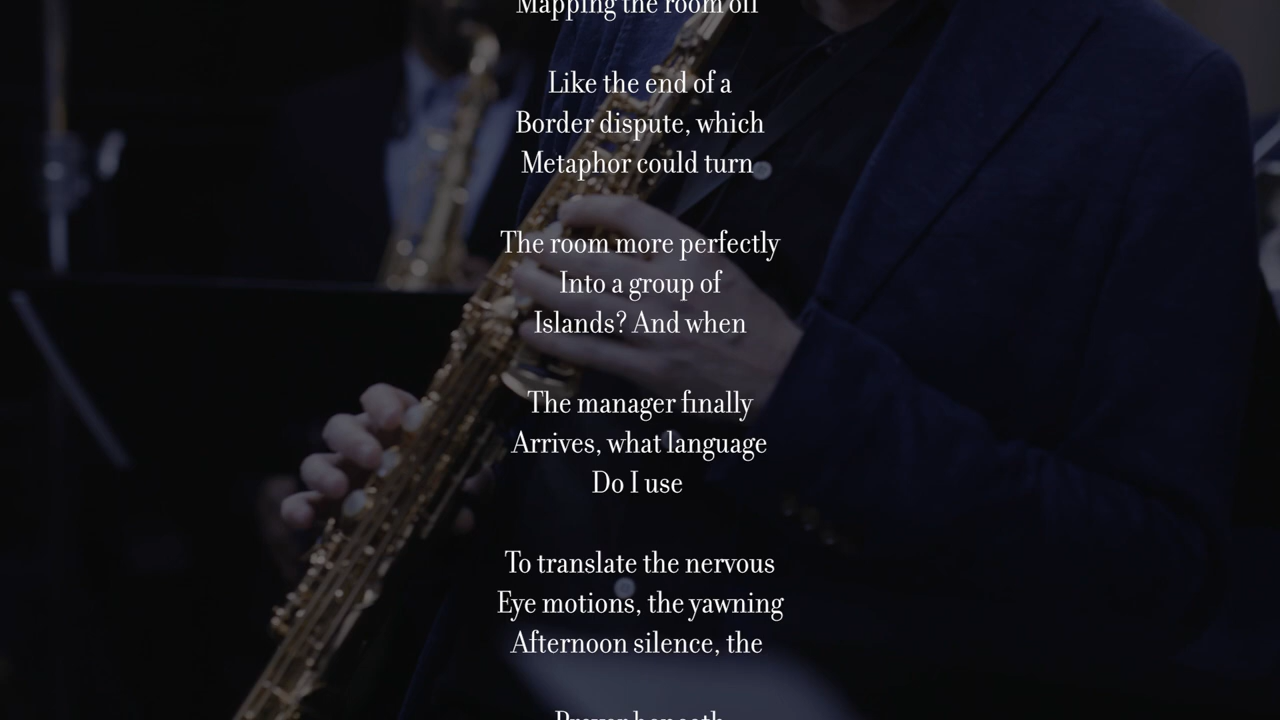 Mapping the room off
Like the end of a
Border dispute, which
Metaphor could turn
The room more perfectly
Into a group of
Islands? And when
The manager finally
Arrives, what language
Do I use
To translate the nervous
Eye motions, the yawning
Afternoon silence, the
Prayer beneath